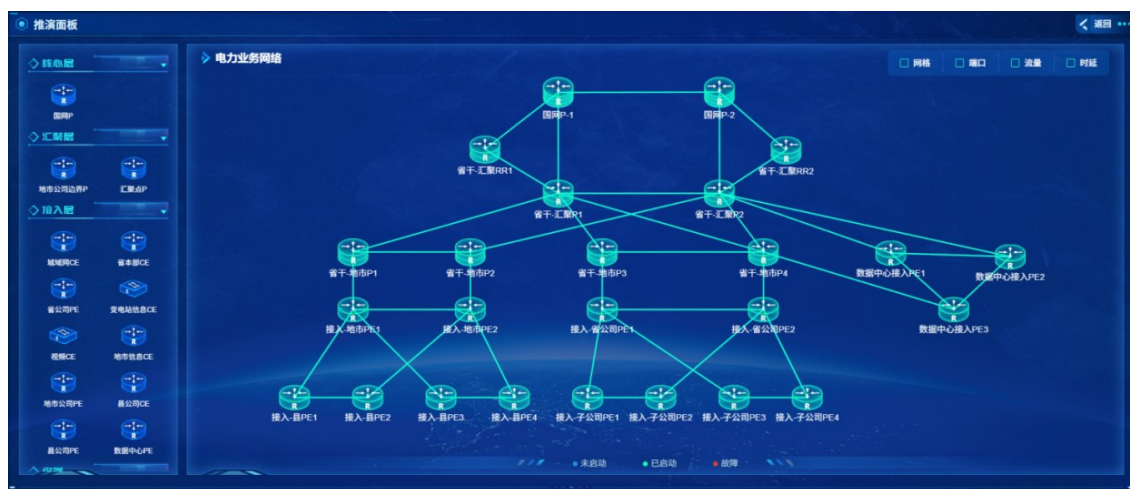 推演面板
返回
核心层
国网P
汇聚层
地市公司边界P
汇聚点P
接入层
城域网CE
省本部CE
省公司PE
变电站信息CE
视频CE
地市信息CE
地市公司PE
县公司CE
县公司PE
数据中心PE
电力业务网络
网格
端口
流量
时延
国网P-1
国网P-2
省干-汇聚RR1
省干-汇聚RR2
省干-汇聚P1
省干-汇聚P2
省干-地市P1
省干-地市P2
省干-地市P3
省干-地市P4
数据中心接入PE1
数据中心接入PE2
接入-地市PE1
接入-地市PE2
接入-省公司PE1
接入-省公司PE2
数据中心接入PE3
接入-县PE1
接入-县PE2
接入-县PE3
接入-县PE4
接入-子公司PE1
接入-子公司PE2
接入-子公司PE3
接入-子公司PE4
未启动
已启动
故障